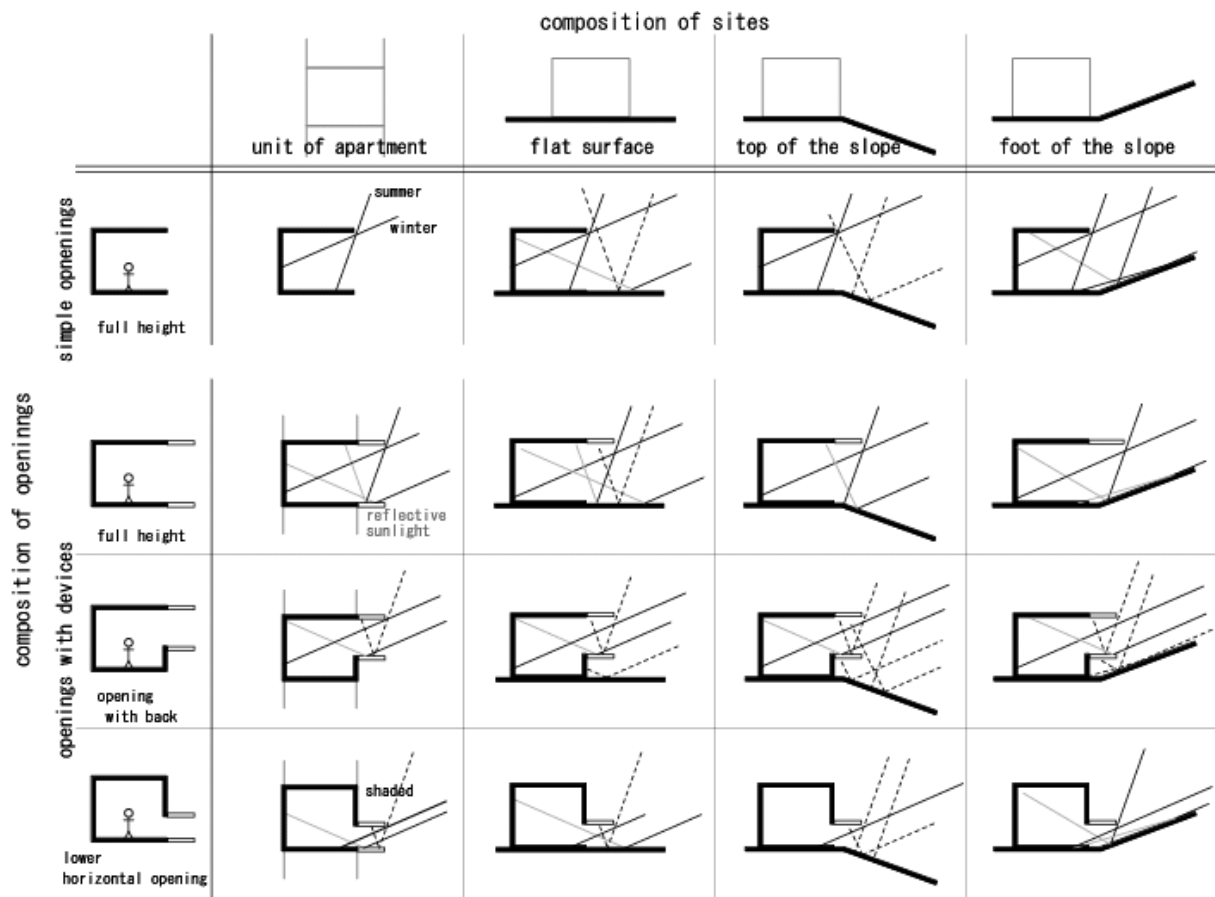 composition of sites
unit of apartment
flat surface
top of the slope
foot of the slope
composition of openinngs
simple opnenings
full height
summer
winter
openings with devices
full height
reflective
sunlight
opening
with back
lower
horizontal opening
shaded